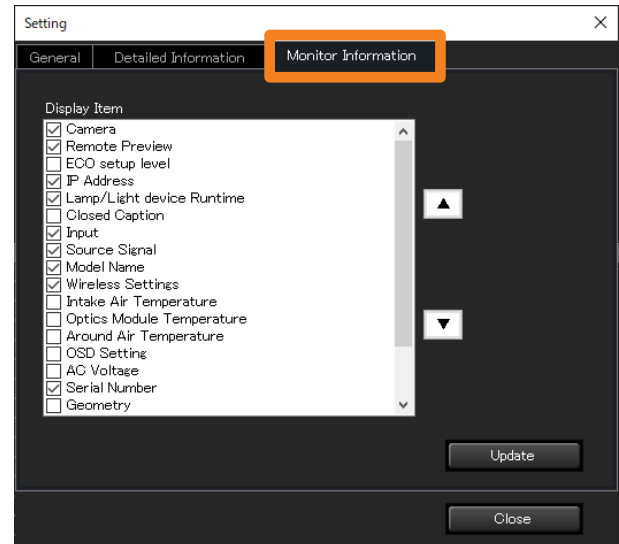 Setting
General Detailed Information Monitor Information
Display Item
Camera
Remote Preview
ECO setup level
IP Address
Lamp/Light device Runtime
Closed Caption
Input
Source Signal
Model Name
Wireless Settings
Intake Air Temperature
Optics Module Temperature
Around Air Temperature
OSD Setting
AC Voltage
Serial Number
Geometry
Update
Close